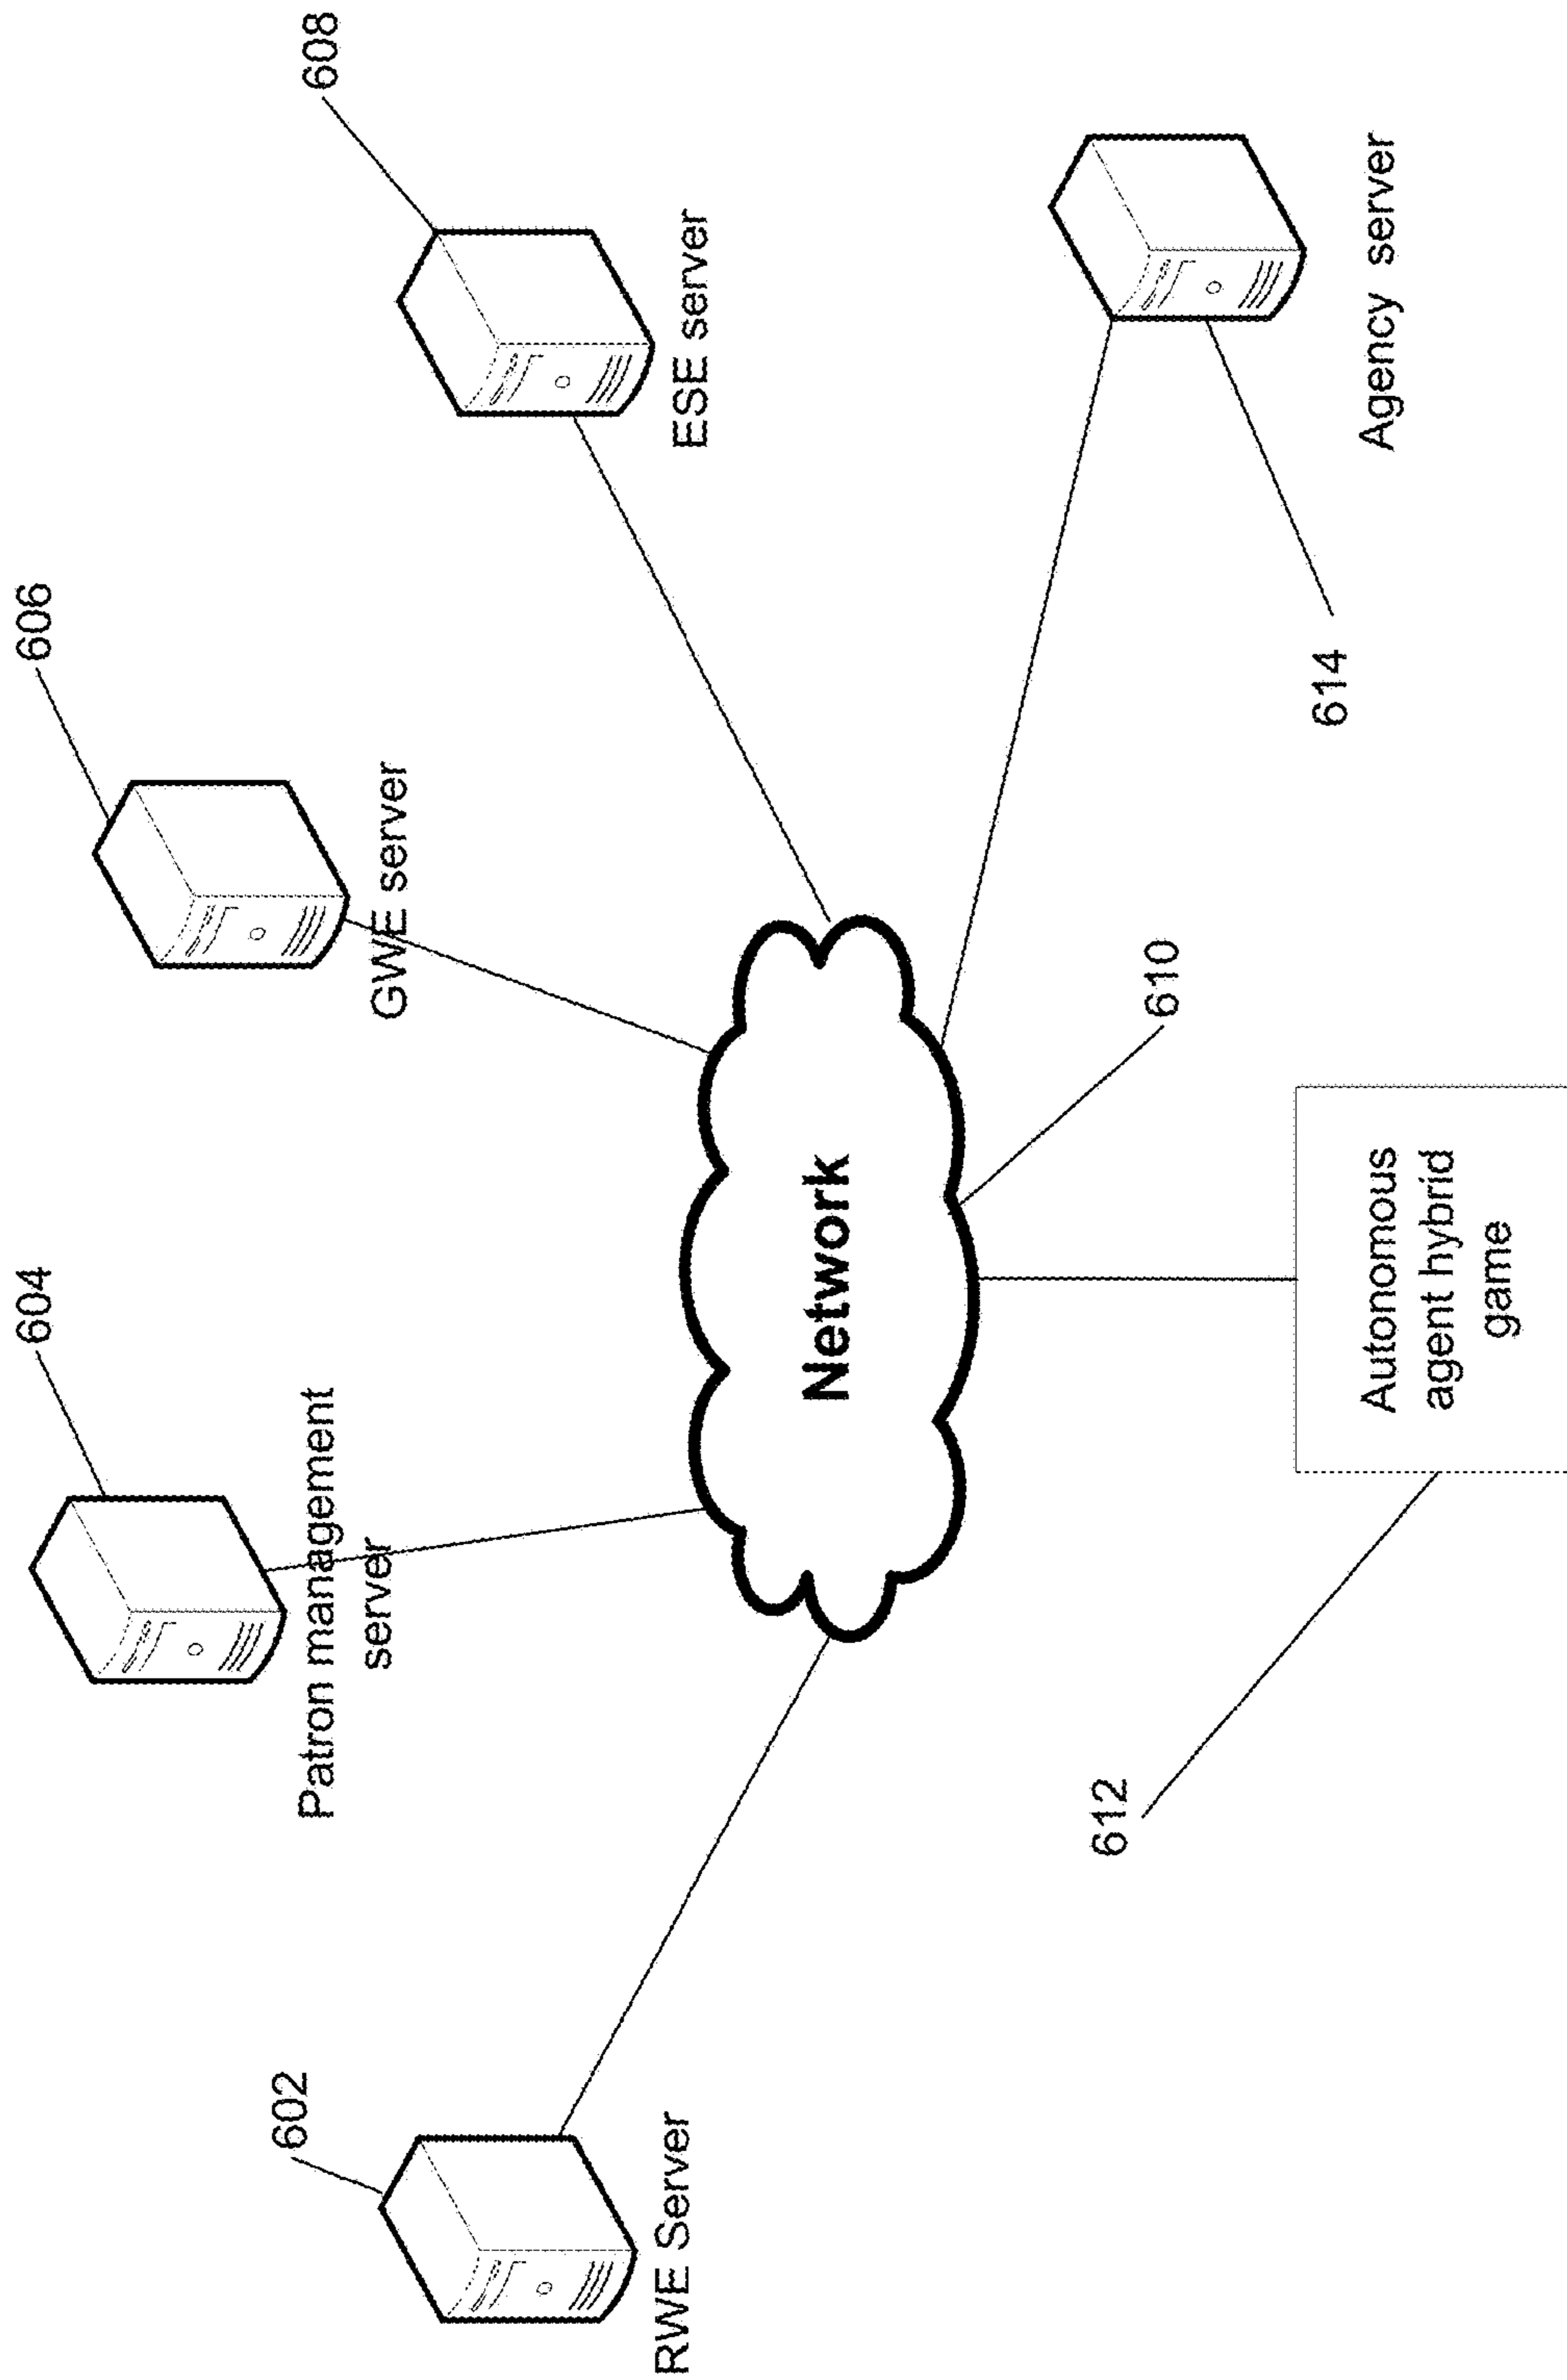 604
606
602
608
Patron management
server
GWE server
RWE Server
ESE server
Network
612
610
614
Autonomous
agent hybrid
game
Agency server